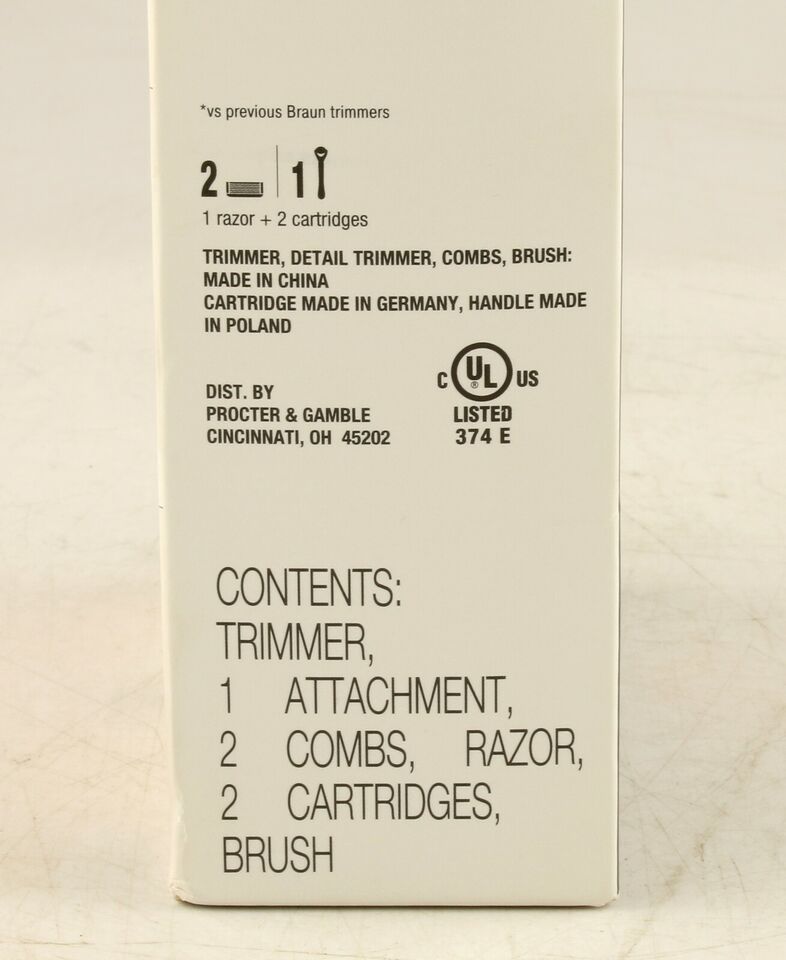 *vs previous Braun trimmers
2 1
1 razor + 2 cartridges
TRIMMER, DETAIL TRIMMER, COMBS, BRUSH:
MADE IN CHINA
CARTRIDGE MADE IN GERMANY, HANDLE MADE
IN POLAND
DIST. BY
PROCTER & GAMBLE
CINCINNATI, OH 45202
C UL ® US
LISTED
374 E
CONTENTS:
TRIMMER,
1 ATTACHMENT,
2 COMBS, RAZOR,
2 CARTRIDGES,
BRUSH